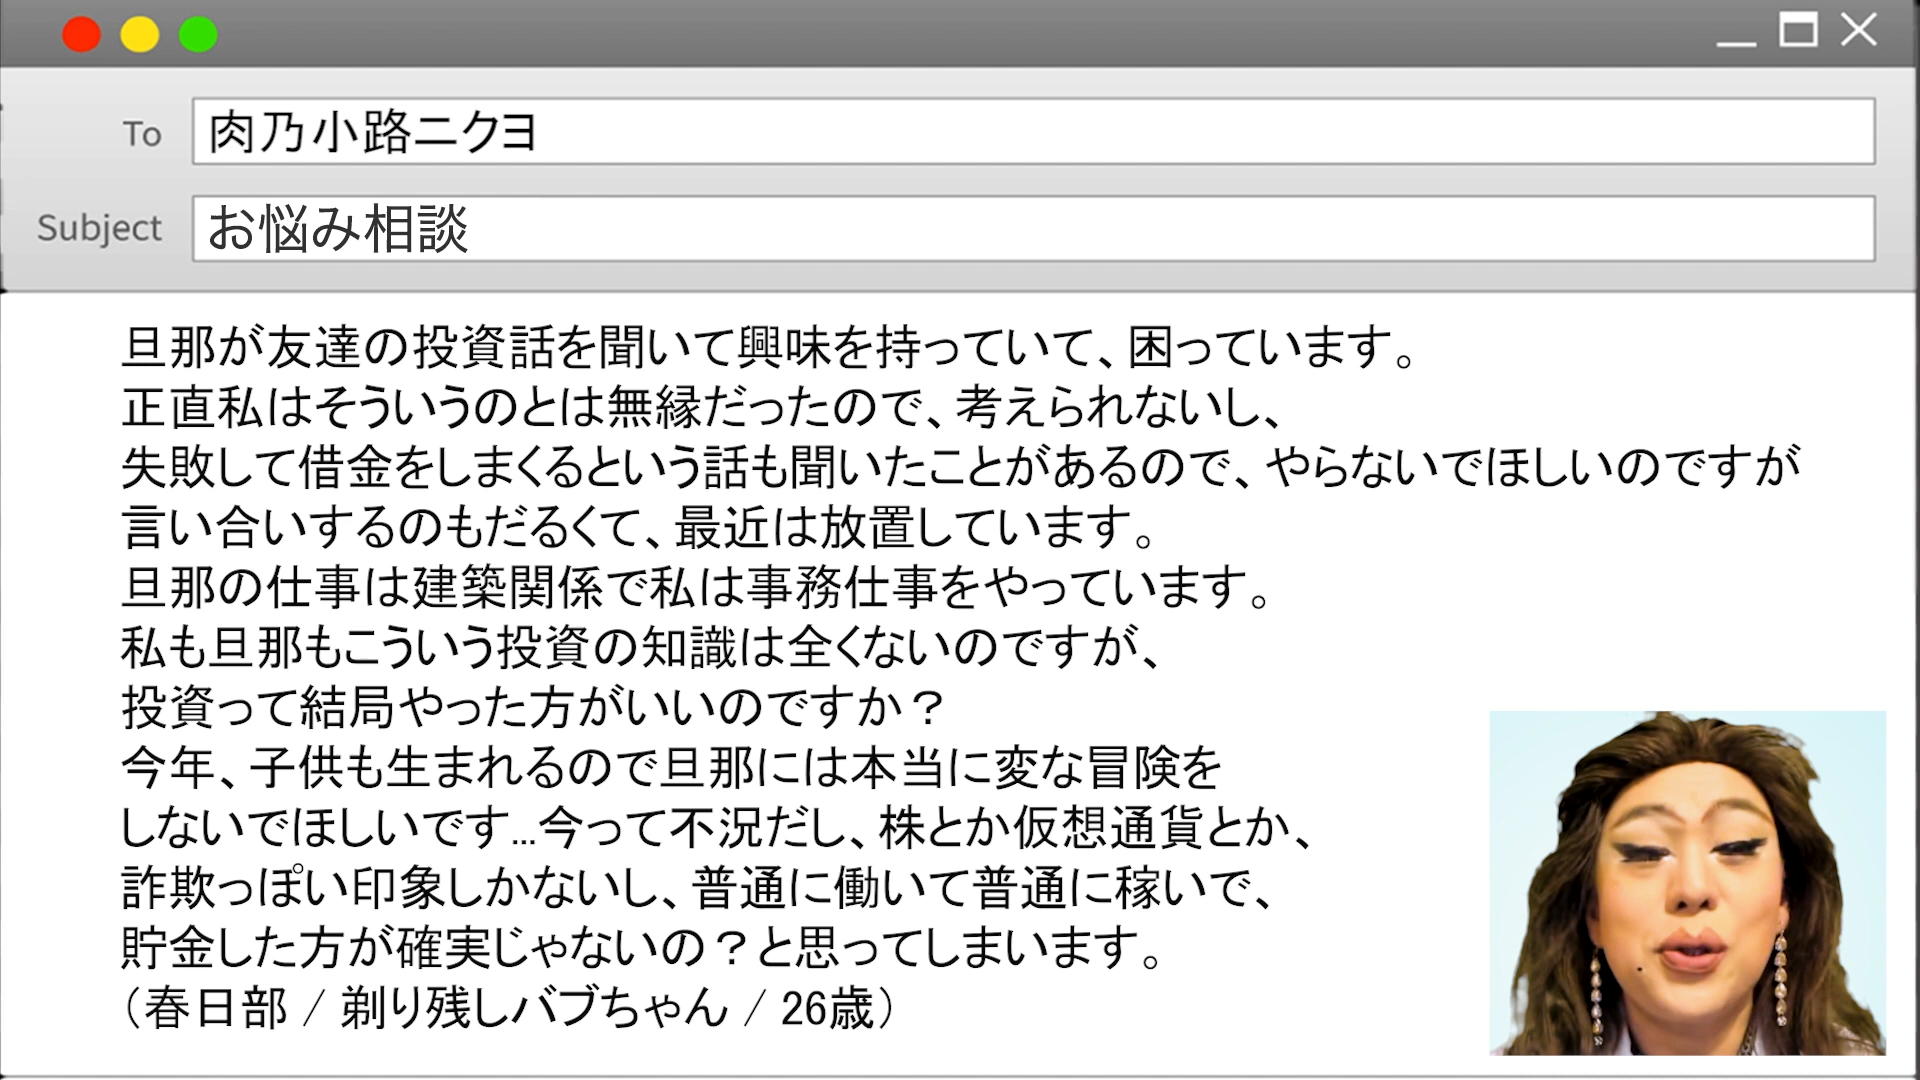 To 肉乃小路ニクヨ
Subject お悩み相談
旦那が友達の投資話を聞いて興味を持っていて、困っています。
正直私はそういうのとは無縁だったので、考えられないし、
失敗して借金をしまくるという話も聞いたことがあるので、やらないでほしいのですが
言い合いするのもだるくて、最近は放置しています。
旦那の仕事は建築関係で私は事務仕事をやっています。
私も旦那もこういう投資の知識は全くないのですが、
投資って結局やった方がいいのですか？
今年、子供も生まれるので旦那には本当に変な冒険を
しないでほしいです...今って不況だし、株とか仮想通貨とか、
詐欺っぽい印象しかないし、普通に働いて普通に稼いで、
貯金した方が確実じゃないの？と思ってしまいます。
（春日部 / 剃り残しバブちゃん / 26歳）